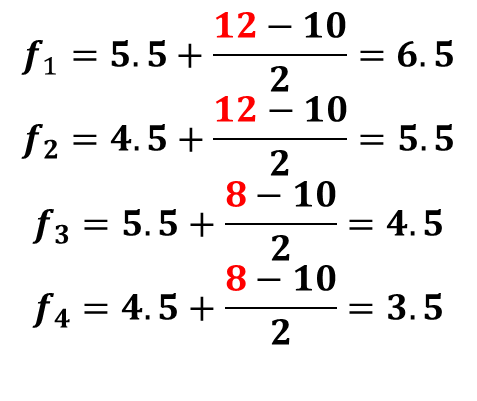 f₁ = 5.5 + (12 − 10)/2 = 6.5
f₂ = 4.5 + (12 − 10)/2 = 5.5
f₃ = 5.5 + (8 − 10)/2 = 4.5
f₄ = 4.5 + (8 − 10)/2 = 3.5